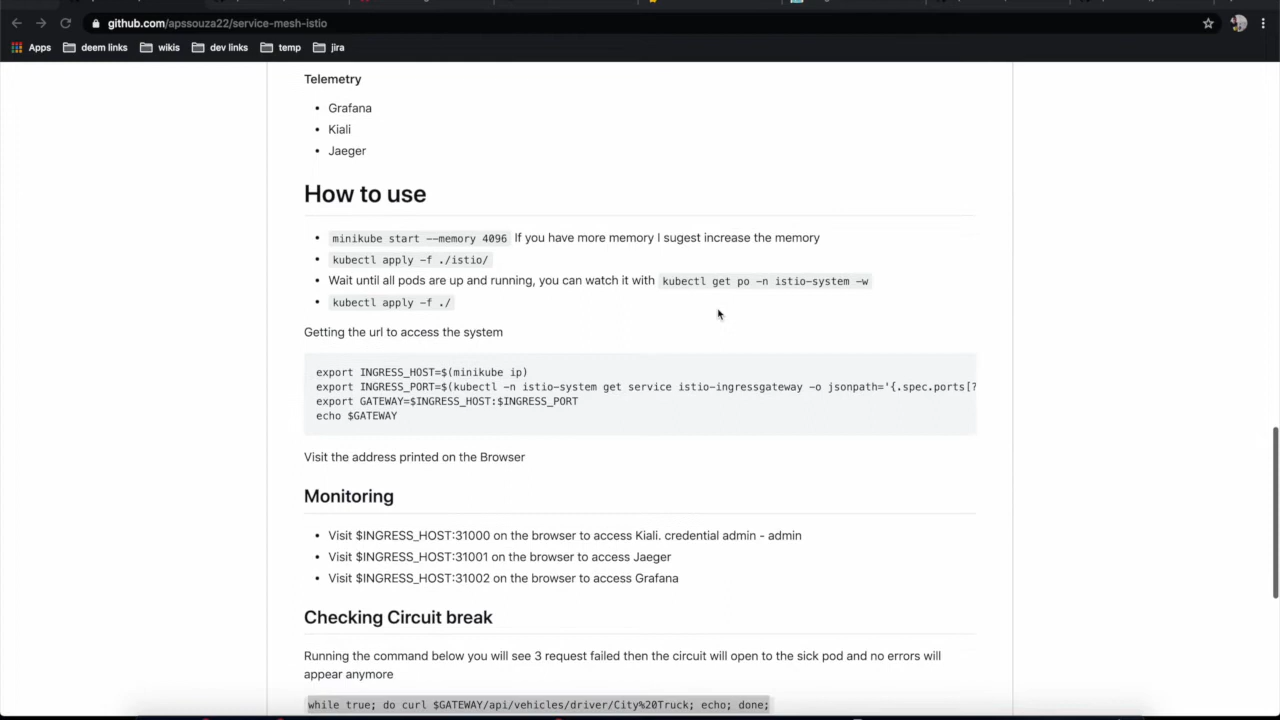 github.com/apssouza22/service-mesh-istio
Apps deem links wikis dev links temp jira
Telemetry
• Grafana
• Kiali
• Jaeger
How to use
• minikube start --memory 4096 If you have more memory I sugest increase the memory
• kubectl apply -f ./istio/
• Wait until all pods are up and running, you can watch it with kubectl get po -n istio-system -w
• kubectl apply -f ./
Getting the url to access the system
export INGRESS_HOST=$(minikube ip)
export INGRESS_PORT=$(kubectl -n istio-system get service istio-ingressgateway -o jsonpath='{.spec.ports[?
export GATEWAY=$INGRESS_HOST:$INGRESS_PORT
echo $GATEWAY
Visit the address printed on the Browser
Monitoring
• Visit $INGRESS_HOST:31000 on the browser to access Kiali. credential admin - admin
• Visit $INGRESS_HOST:31001 on the browser to access Jaeger
• Visit $INGRESS_HOST:31002 on the browser to access Grafana
Checking Circuit break
Running the command below you will see 3 request failed then the circuit will open to the sick pod and no errors will
appear anymore
while true; do curl $GATEWAY/api/vehicles/driver/City%20Truck; echo; done;